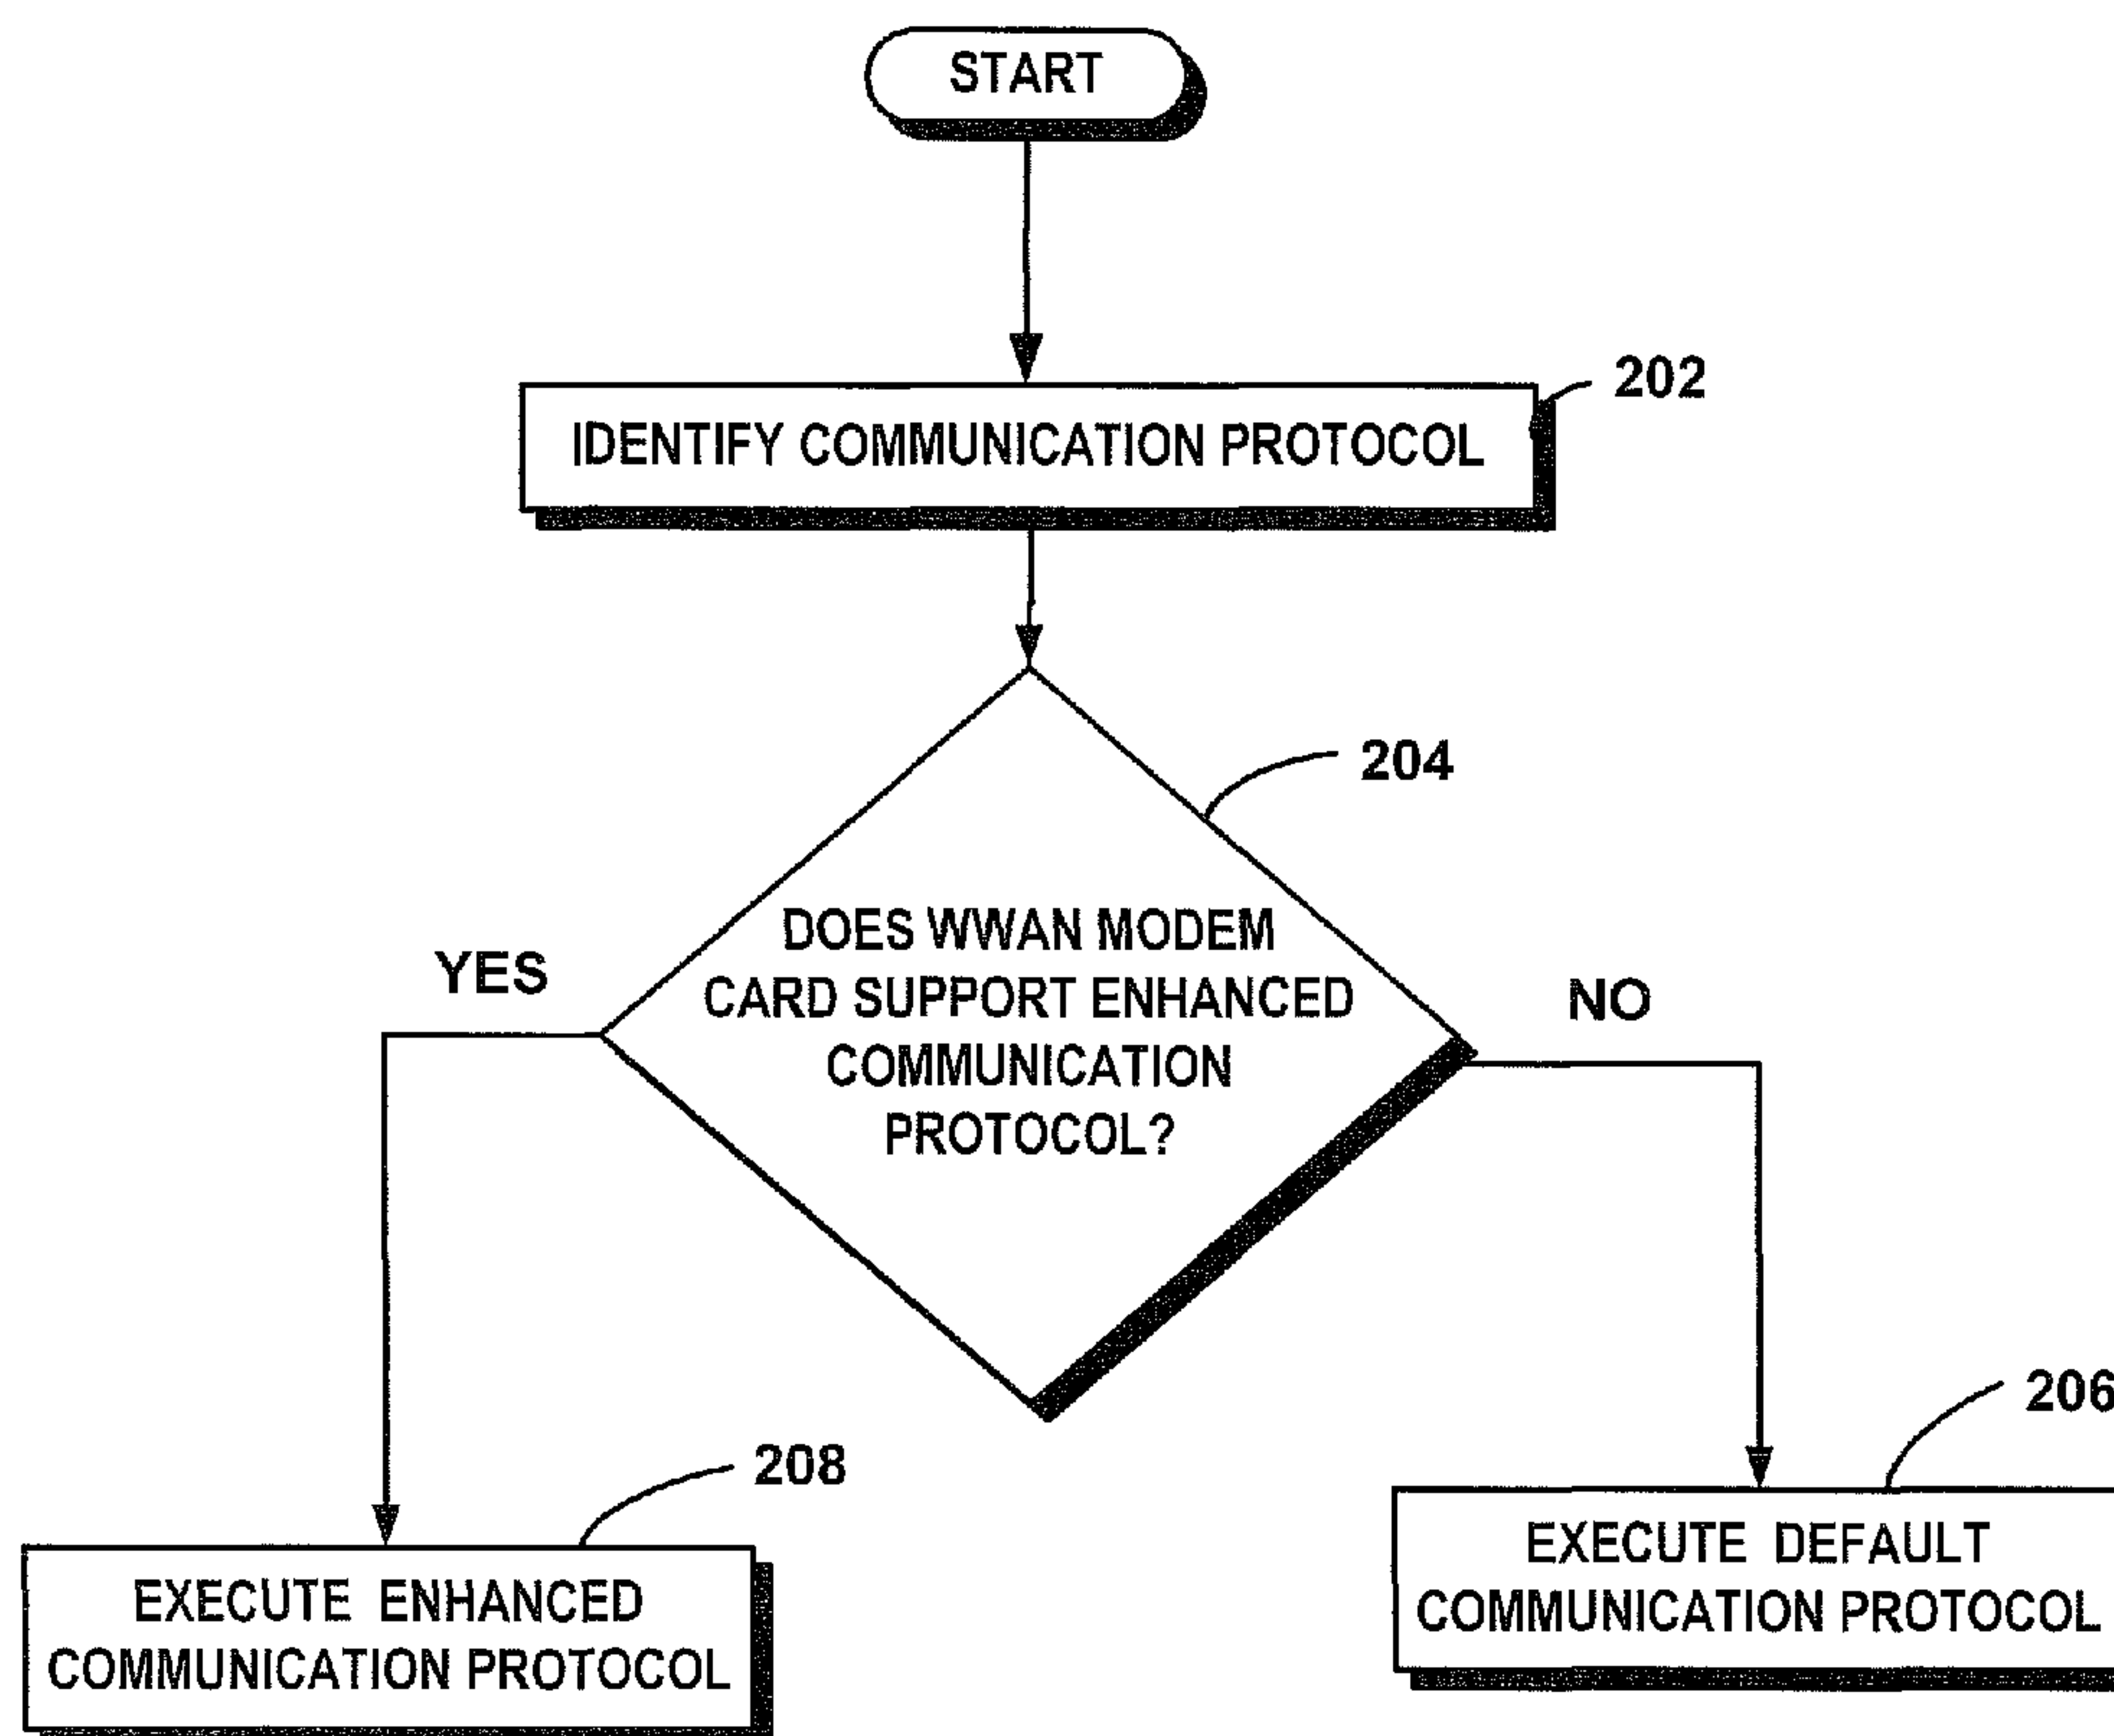 START
202
IDENTIFY COMMUNICATION PROTOCOL
204
DOES WWAN MODEM
CARD SUPPORT ENHANCED
COMMUNICATION
PROTOCOL?
YES
NO
208
EXECUTE ENHANCED
COMMUNICATION PROTOCOL
206
EXECUTE DEFAULT
COMMUNICATION PROTOCOL